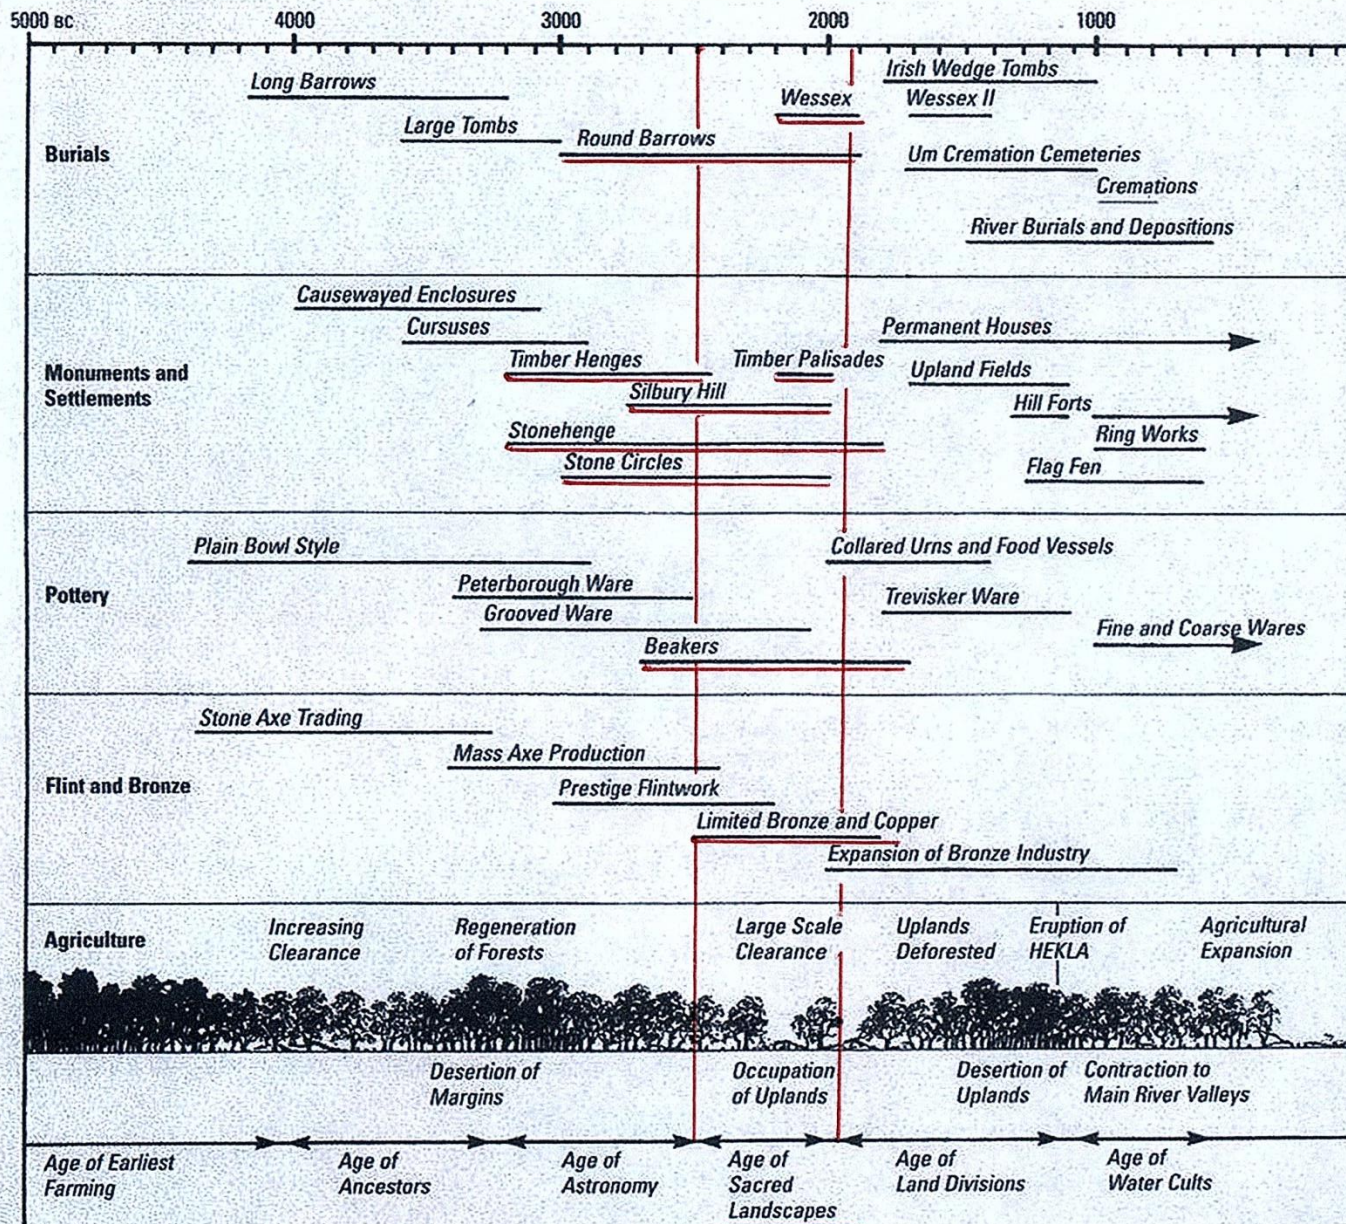 5000 BC 4000 3000 2000 1000
Burials
Long Barrows
Large Tombs
Round Barrows
Wessex
Irish Wedge Tombs
Wessex II
Um Cremation Cemeteries
Cremations
River Burials and Depositions
Monuments and
Settlements
Causewayed Enclosures
Cursuses
Timber Henges
Timber Palisades
Silbury Hill
Stonehenge
Stone Circles
Permanent Houses
Upland Fields
Hill Forts
Ring Works
Flag Fen
Pottery
Plain Bowl Style
Peterborough Ware
Grooved Ware
Beakers
Collared Urns and Food Vessels
Trevisker Ware
Fine and Coarse Wares
Flint and Bronze
Stone Axe Trading
Mass Axe Production
Prestige Flintwork
Limited Bronze and Copper
Expansion of Bronze Industry
Agriculture
Increasing
Clearance
Regeneration
of Forests
Large Scale
Clearance
Uplands
Deforested
Eruption of
HEKLA
Agricultural
Expansion
Desertion of
Margins
Occupation
of Uplands
Desertion of
Uplands
Contraction to
Main River Valleys
Age of Earliest
Farming
Age of
Ancestors
Age of
Astronomy
Age of
Sacred
Landscapes
Age of
Land Divisions
Age of
Water Cults